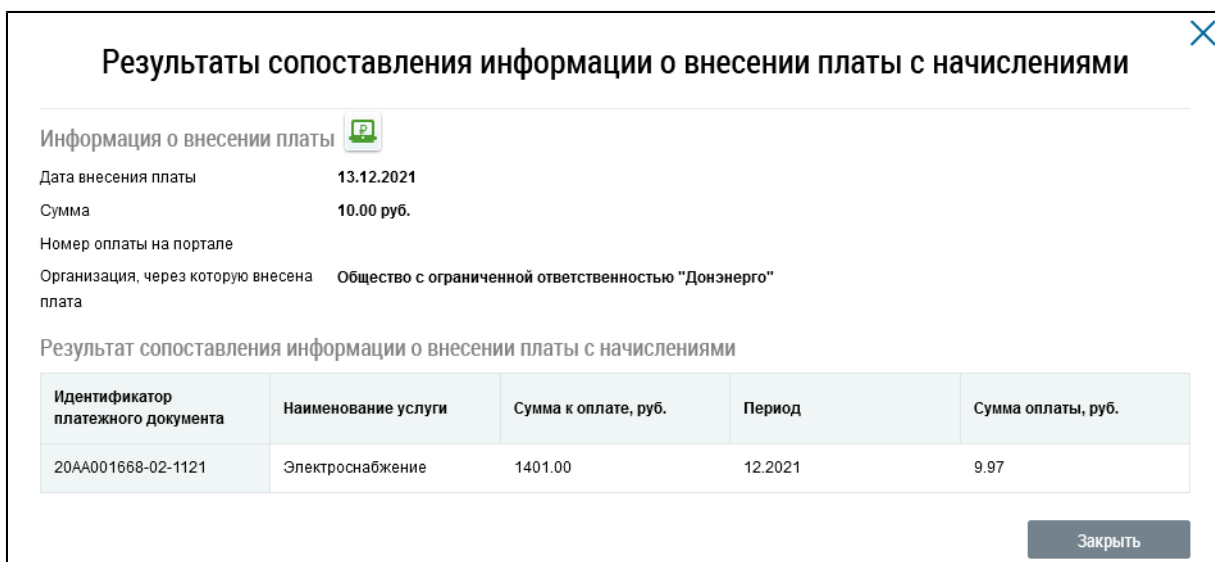 Результаты сопоставления информации о внесении платы с начислениями
Информация о внесении платы
Дата внесения платы 13.12.2021
Сумма 10.00 руб.
Номер оплаты на портале
Организация, через которую внесена Общество с ограниченной ответственностью "Донэнерго"
плата
Результат сопоставления информации о внесении платы с начислениями
Идентификатор
платежного документа Наименование услуги Сумма к оплате, руб. Период Сумма оплаты, руб.
20АА001668-02-1121 Электроснабжение 1401.00 12.2021 9.97
Закрыть